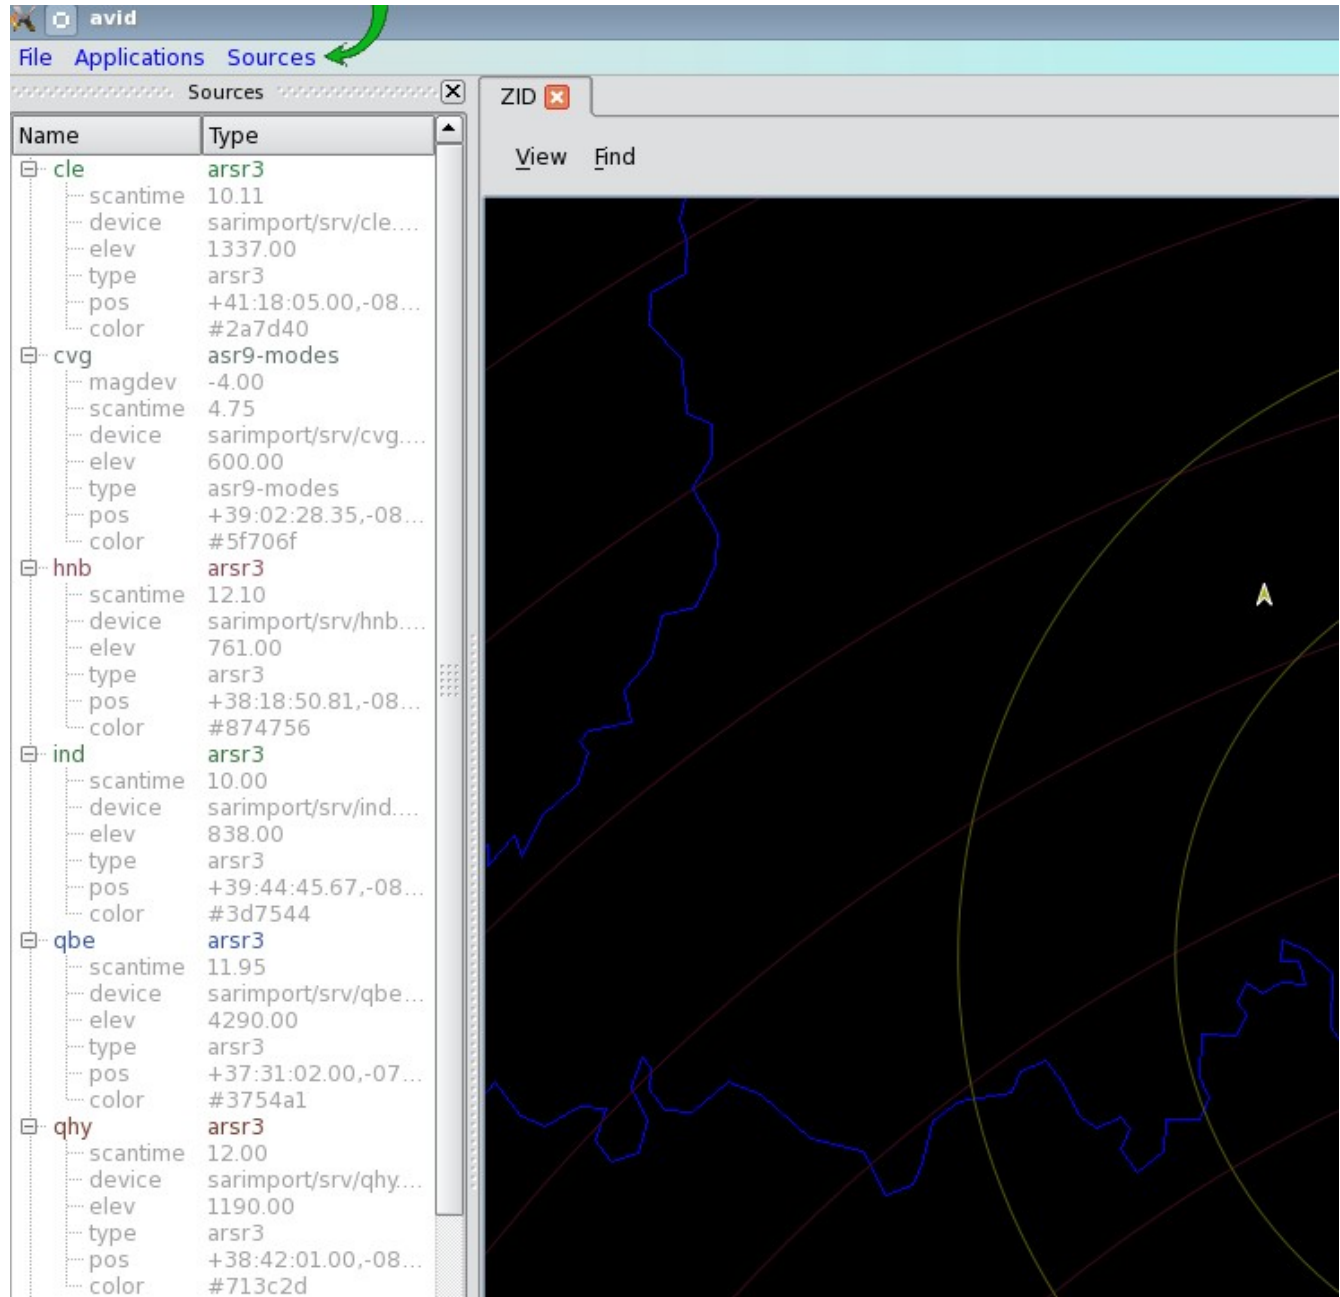 avid
File Applications Sources
Sources
ZID
View Find
Name Type
cle arsr3
scantime 10.11
device sarimport/srv/cle....
elev 1337.00
type arsr3
pos +41:18:05.00,-08...
color #2a7d40
cvg asr9-modes
magdev -4.00
scantime 4.75
device sarimport/srv/cvg....
elev 600.00
type asr9-modes
pos +39:02:28.35,-08...
color #5f706f
hnb arsr3
scantime 12.10
device sarimport/srv/hnb....
elev 761.00
type arsr3
pos +38:18:50.81,-08...
color #874756
ind arsr3
scantime 10.00
device sarimport/srv/ind....
elev 838.00
type arsr3
pos +39:44:45.67,-08...
color #3d7544
qbe arsr3
scantime 11.95
device sarimport/srv/qbe...
elev 4290.00
type arsr3
pos +37:31:02.00,-07...
color #3754a1
qhy arsr3
scantime 12.00
device sarimport/srv/qhy....
elev 1190.00
type arsr3
pos +38:42:01.00,-08...
color #713c2d